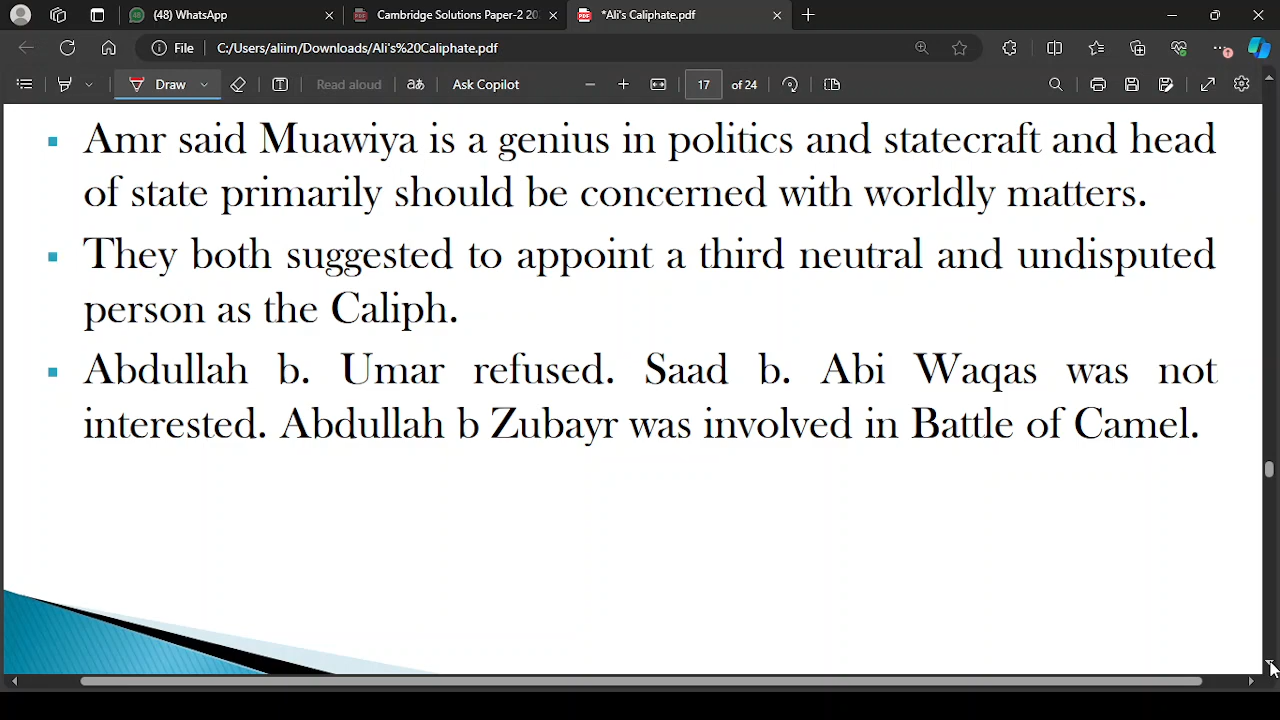 (48) WhatsApp
Cambridge Solutions Paper-2 20
*Ali's Caliphate.pdf
File
C:/Users/aliim/Downloads/Ali's%20Caliphate.pdf
Draw
Read aloud
aあ
Ask Copilot
17 of 24
Amr said Muawiya is a genius in politics and statecraft and head
of state primarily should be concerned with worldly matters.
They both suggested to appoint a third neutral and undisputed
person as the Caliph.
Abdullah b. Umar refused. Saad b. Abi Waqas was not
interested. Abdullah b Zubayr was involved in Battle of Camel.